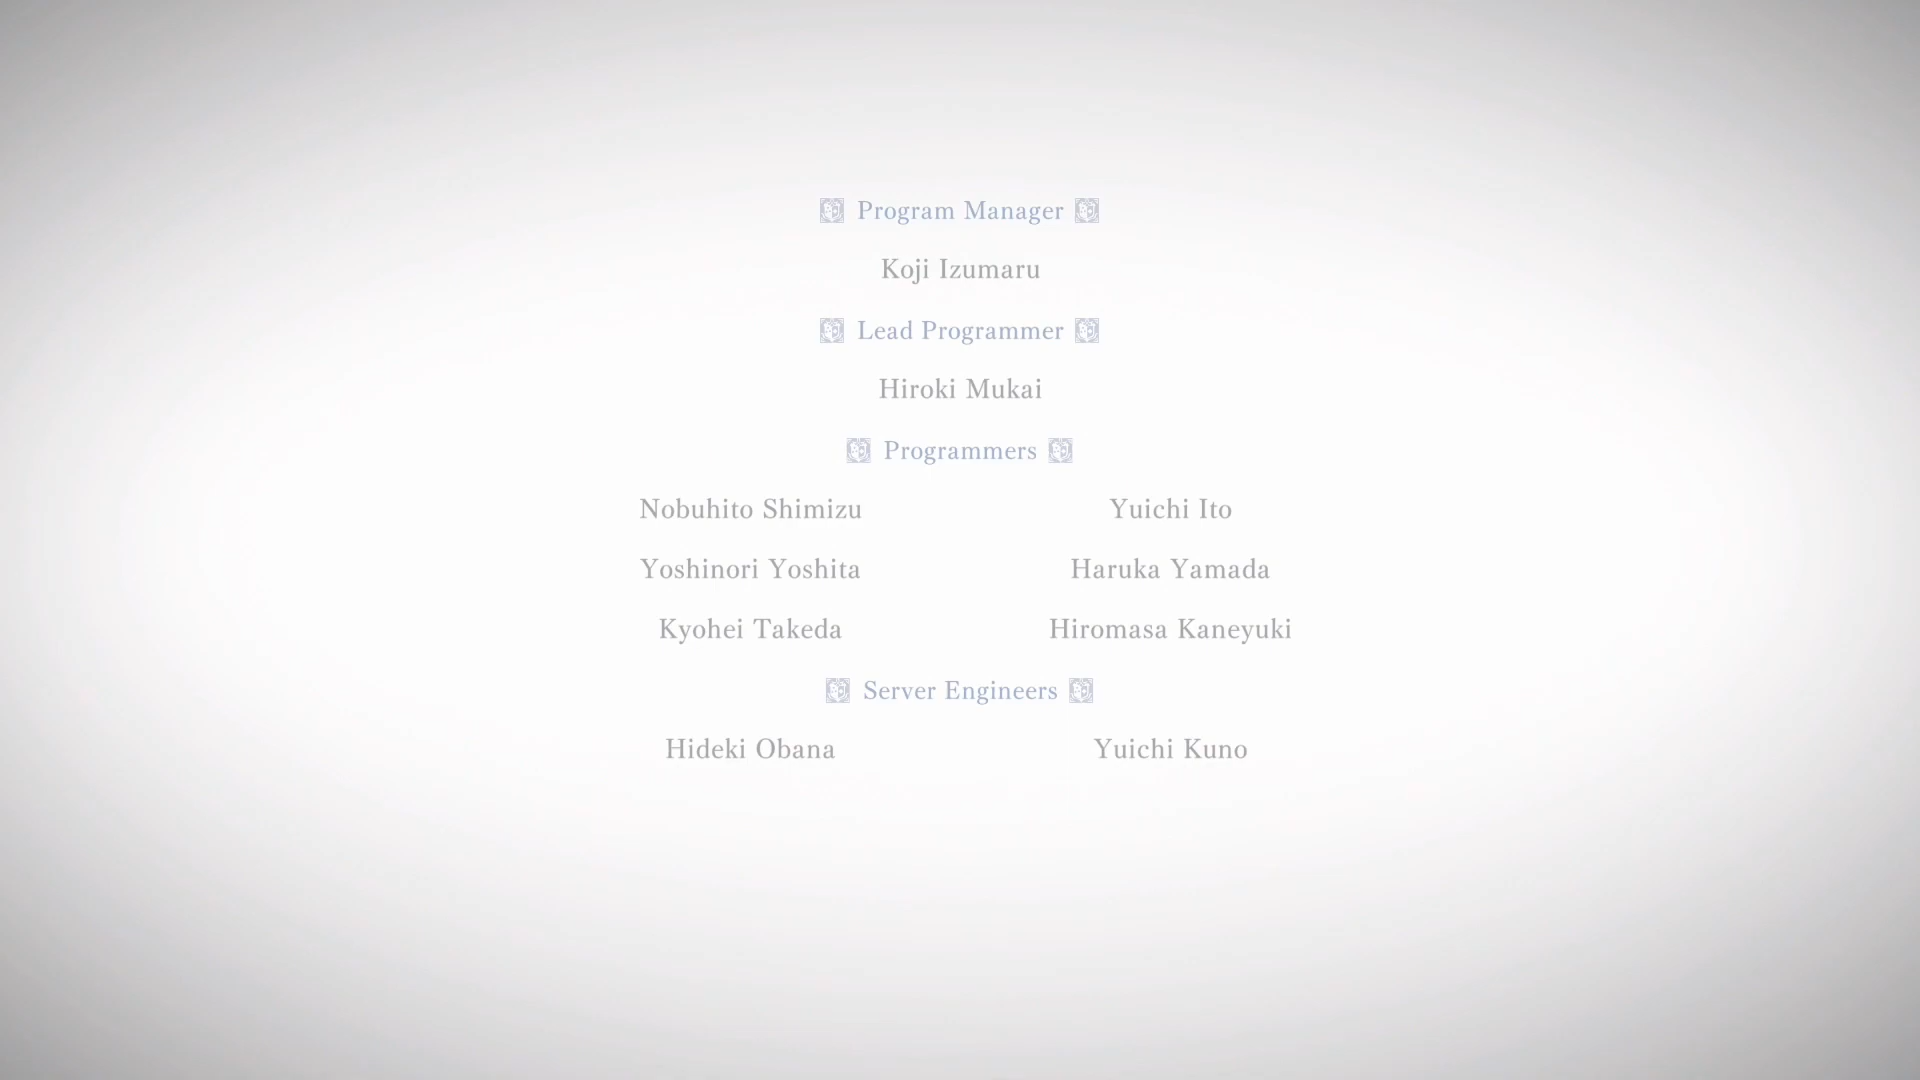 Program Manager
Koji Izumaru
Lead Programmer
Hiroki Mukai
Programmers
Nobuhito Shimizu Yuichi Ito
Yoshinori Yoshita Haruka Yamada
Kyohei Takeda Hiromasa Kaneyuki
Server Engineers
Hideki Obana Yuichi Kuno